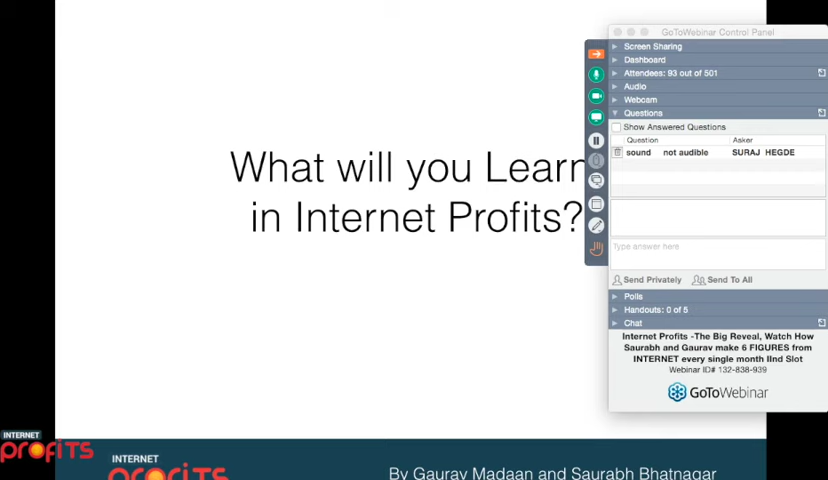 What will you Learn
in Internet Profits?
GoToWebinar Control Panel
Screen Sharing
Dashboard
Attendees: 93 out of 501
Audio
Webcam
Questions
Show Answered Questions
Question Asker
sound not audible SURAJ HEGDE
Type answer here
Send Privately Send To All
Polls
Handouts: 0 of 5
Chat
Internet Profits -The Big Reveal, Watch How
Saurabh and Gaurav make 6 FIGURES from
INTERNET every single month IInd Slot
Webinar ID# 132-838-939
GoToWebinar
INTERNET
PROFITS
INTERNET
PROFITS
By Gaurav Madaan and Saurabh Bhatnagar